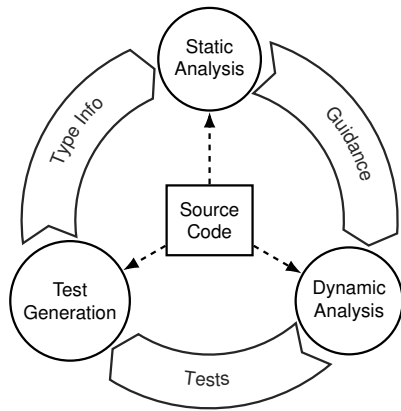 Static
Analysis
Type Info
Guidance
Source
Code
Test
Generation
Dynamic
Analysis
Tests